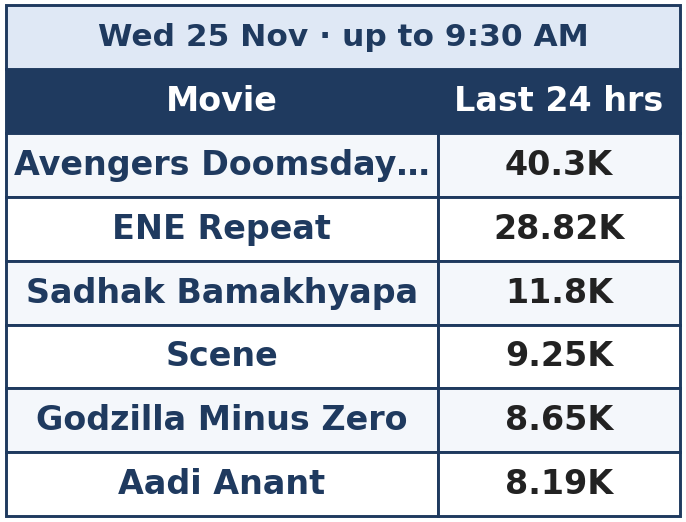 Wed 25 Nov · up to 9:30 AM
Movie Last 24 hrs
Avengers Doomsday... 40.3K
ENE Repeat 28.82K
Sadhak Bamakhyapa 11.8K
Scene 9.25K
Godzilla Minus Zero 8.65K
Aadi Anant 8.19K